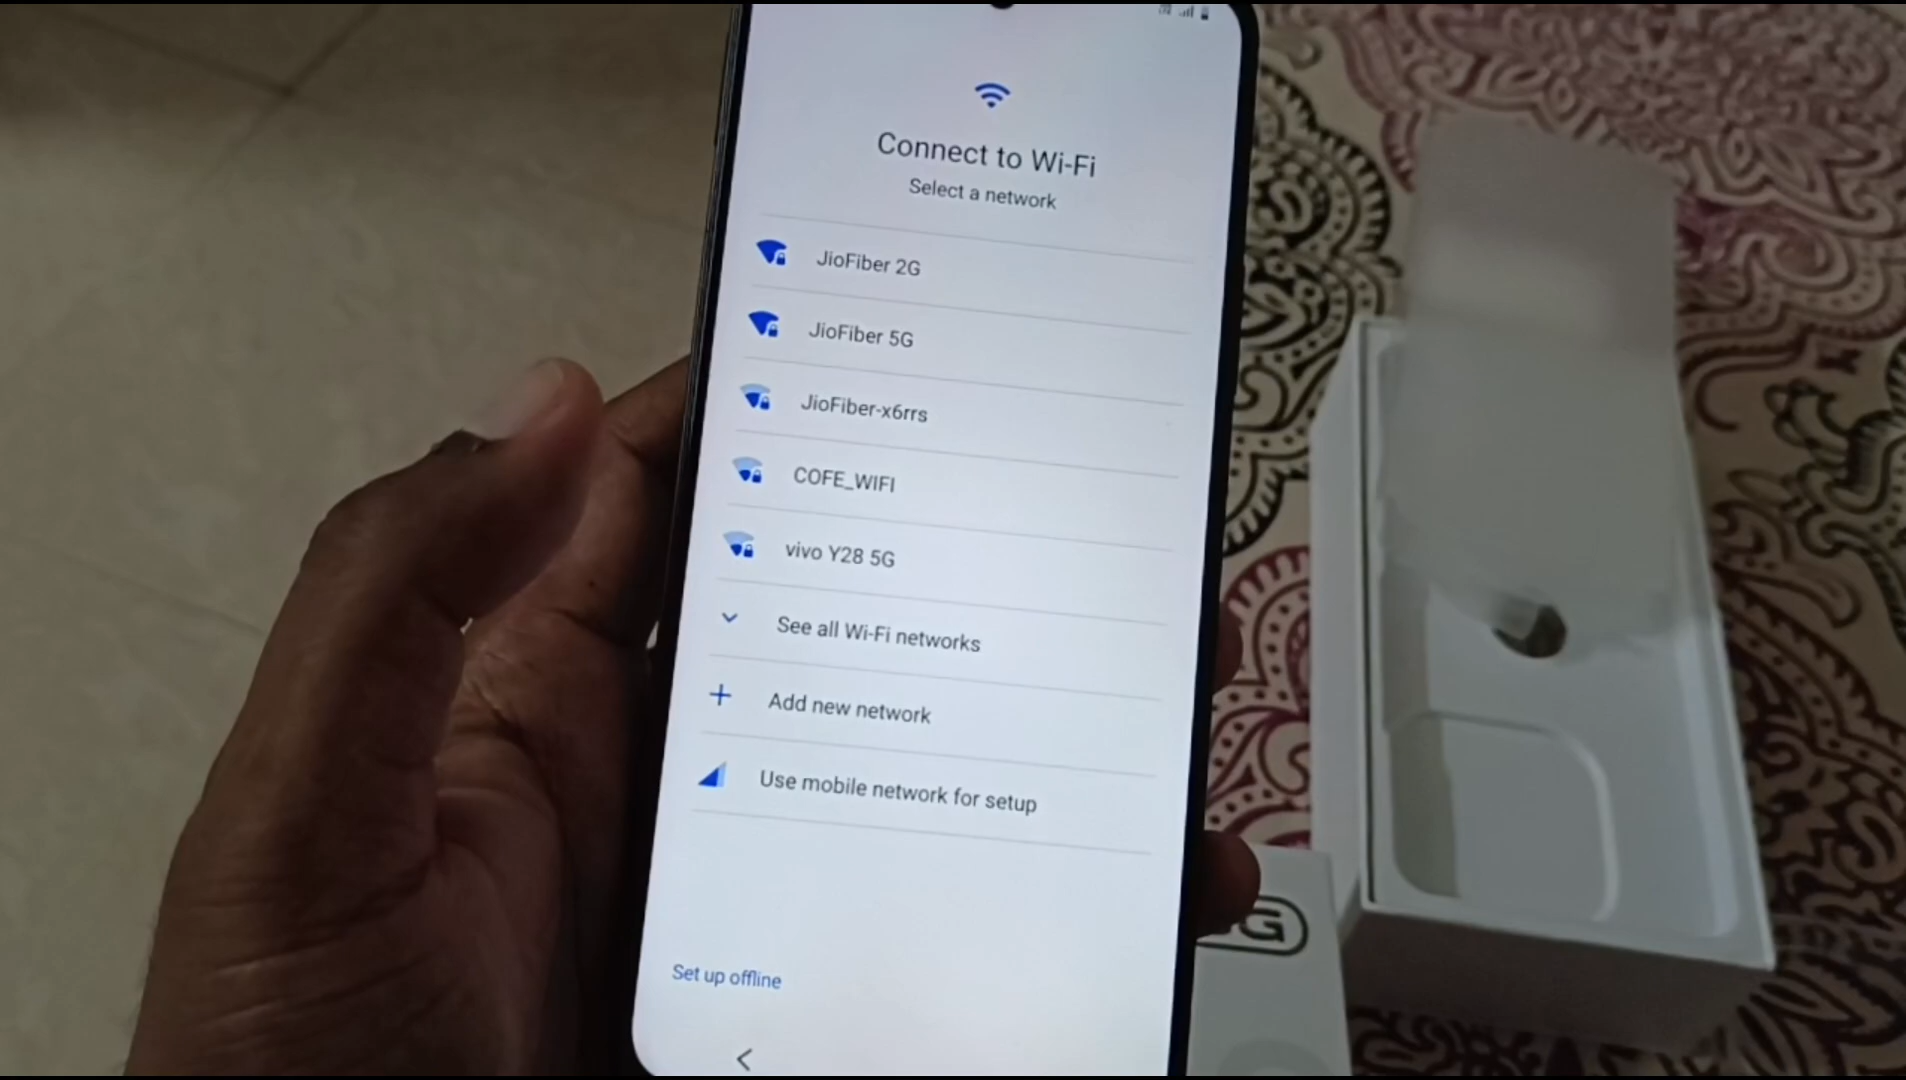 Connect to Wi-Fi
Select a network
JioFiber 2G
JioFiber 5G
JioFiber-x6rrs
COFE_WIFI
vivo Y28 5G
See all Wi-Fi networks
Add new network
Use mobile network for setup
Set up offline